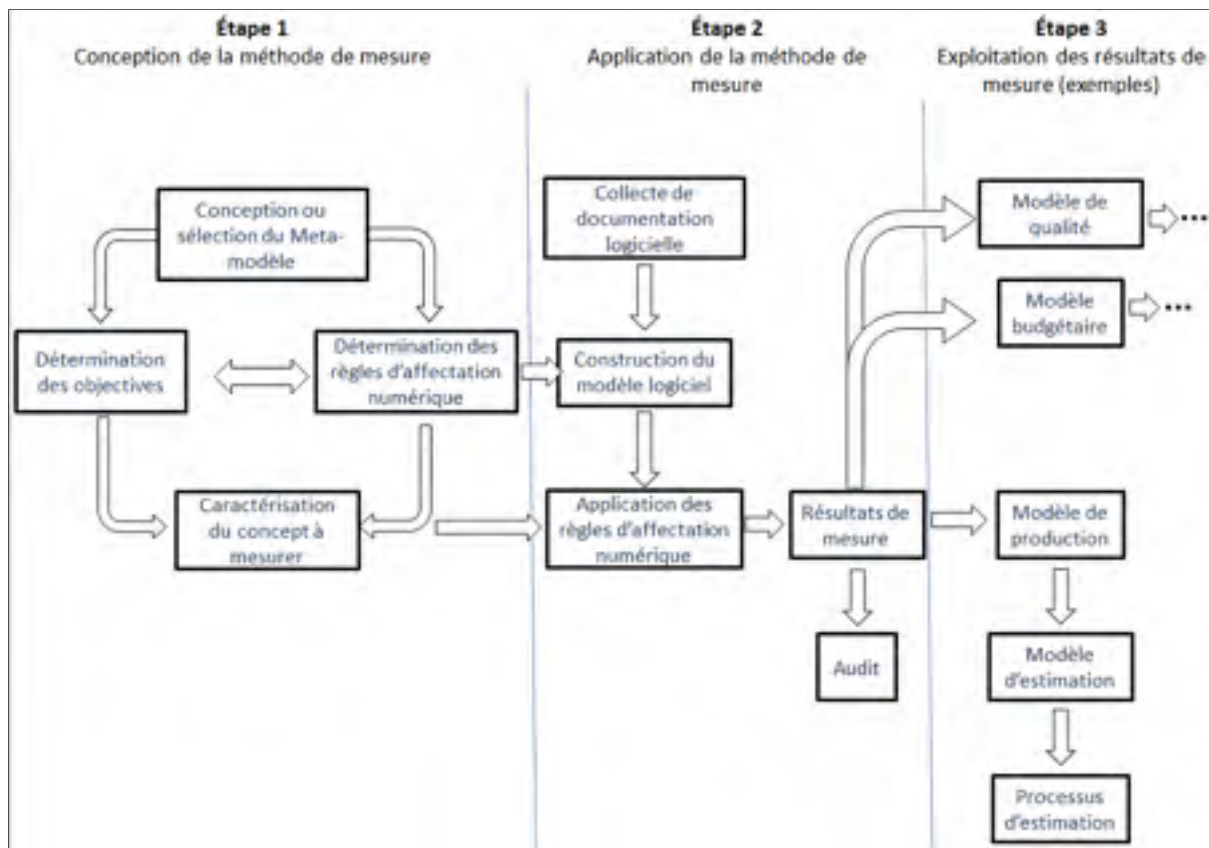 Étape 1
Conception de la méthode de mesure
Étape 2
Application de la méthode de
mesure
Étape 3
Exploitation des résultats de
mesure (exemples)
Conception ou
sélection du Meta-
modèle
Détermination
des objectives
Détermination des
règles d'affectation
numérique
Caractérisation
du concept à
mesurer
Collecte de
documentation
logicielle
Construction du
modèle logiciel
Application des
règles d'affectation
numérique
Résultats de
mesure
Audit
Modèle de
qualité
...
Modèle
budgétaire
...
Modèle de
production
Modèle
d'estimation
Processus
d'estimation